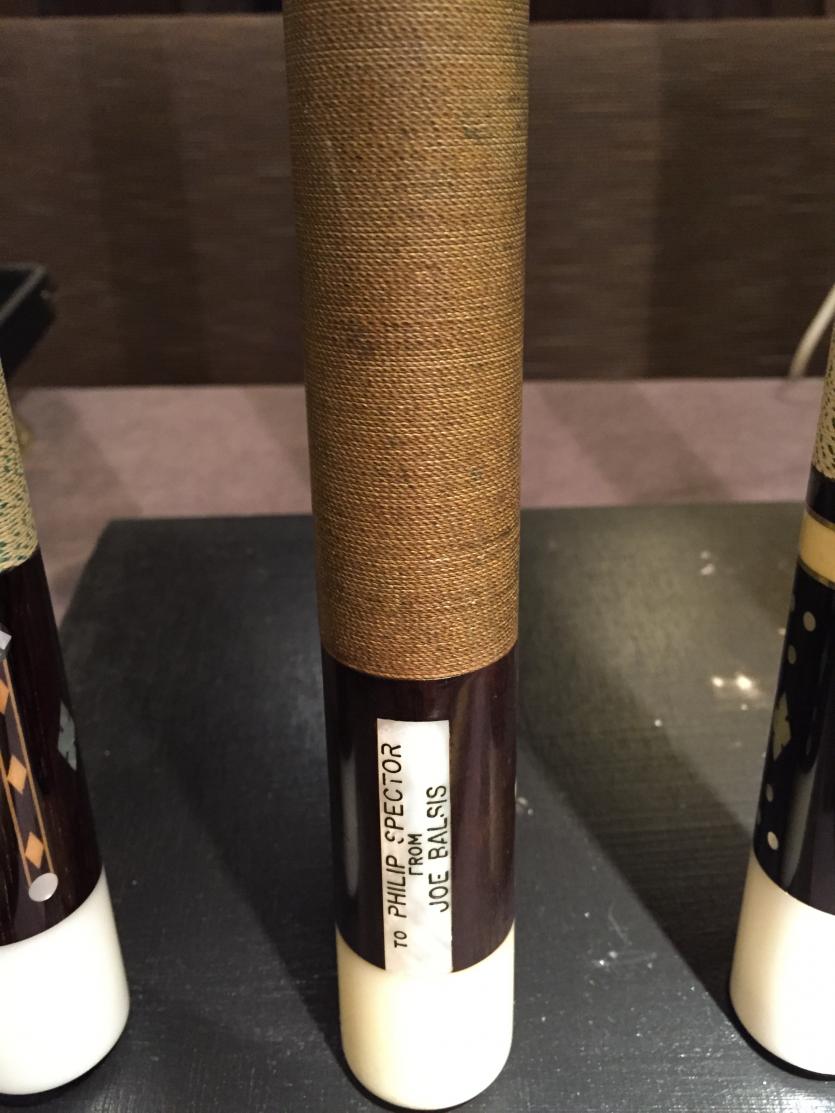 TO PHILIP SPECTOR
FROM
JOE BALSIS